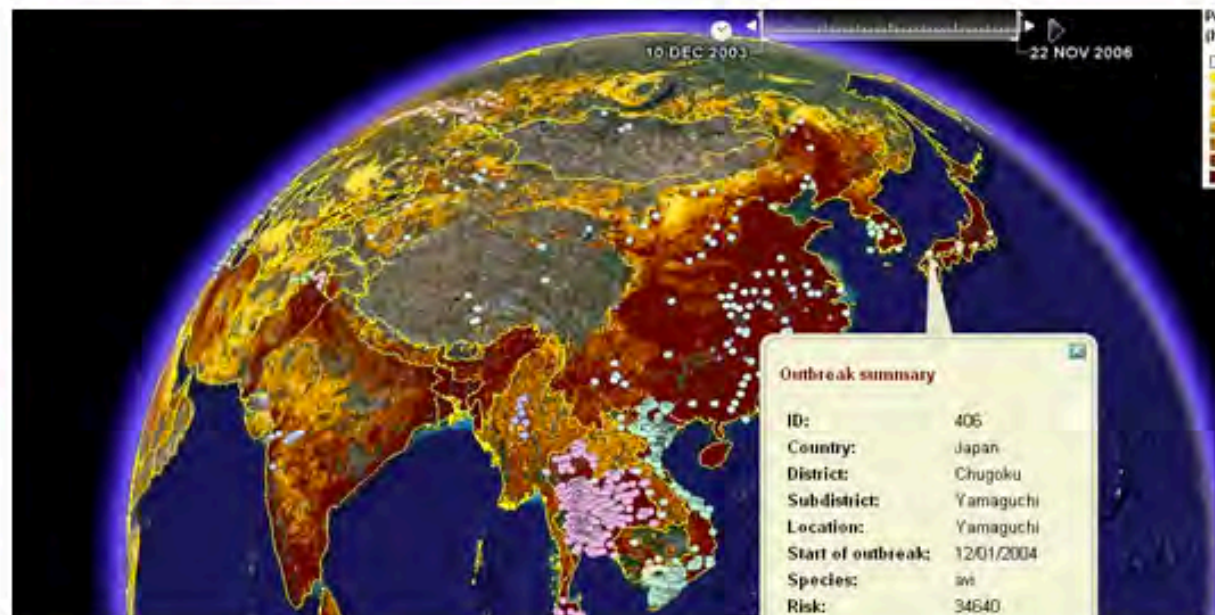 10 DEC 2003
22 NOV 2006
Outbreak summary
ID: 406
Country: Japan
District: Chugoku
Subdistrict: Yamaguchi
Location: Yamaguchi
Start of outbreak: 12/01/2004
Species: avi
Risk: 34640